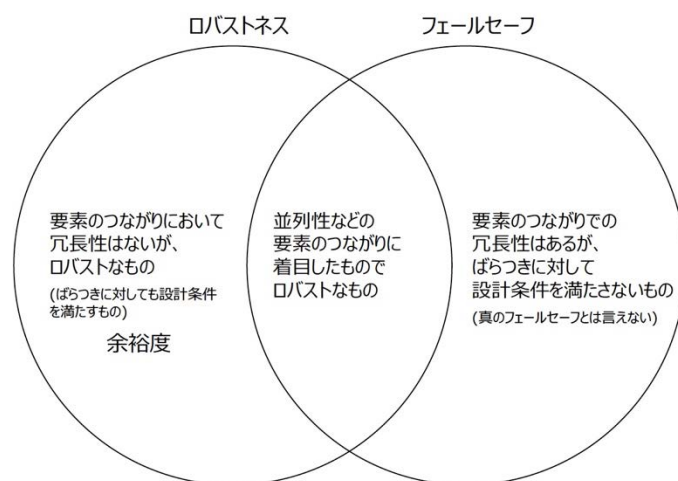 ロバストネス
フェールセーフ
要素のつながりにおいて
冗長性はないが、
ロバストなもの
(ばらつきに対しても設計条件
を満たすもの)
余裕度
並列性などの
要素のつながりに
着目したもので
ロバストなもの
要素のつながりでの
冗長性はあるが、
ばらつきに対して
設計条件を満たさないもの
(真のフェールセーフとは言えない)